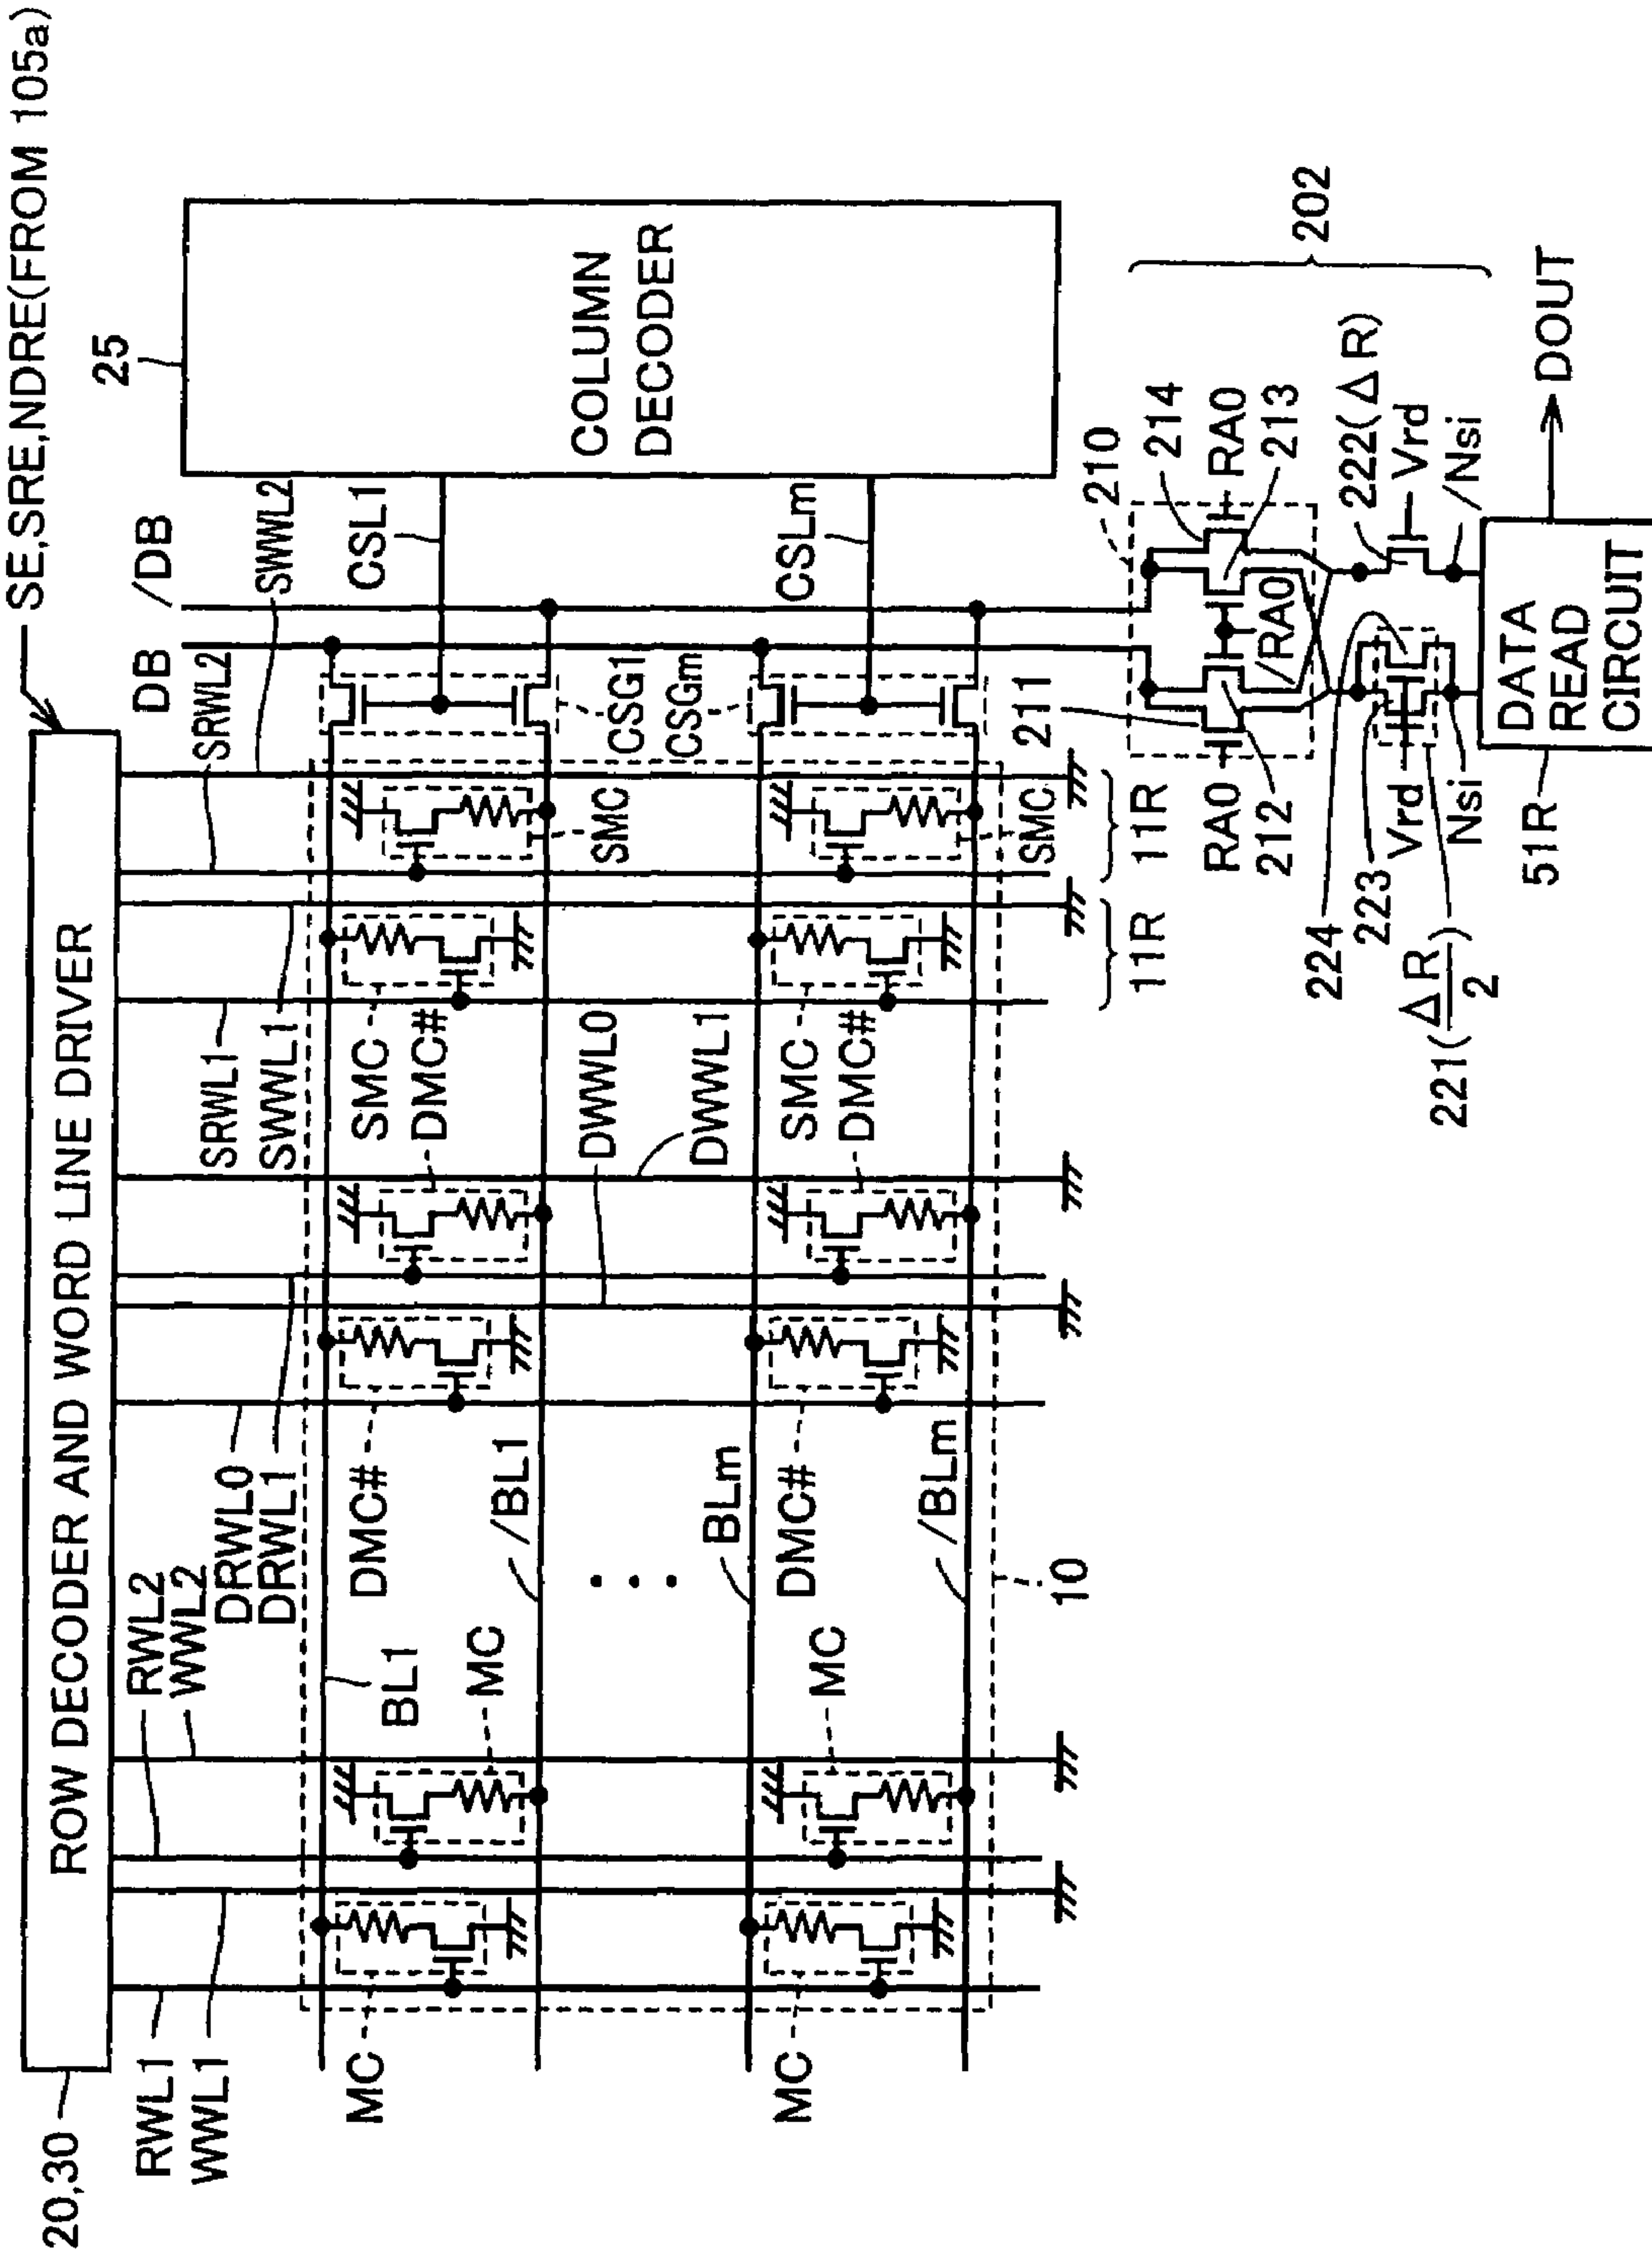 SE,SRE,NDRE(FROM 105a)
20,30
ROW DECODER AND WORD LINE DRIVER
25
COLUMN
DECODER
RWL1
WWL1
RWL2
WWL2
DRWL0
DRWL1
SRWL1
SWWL1
SRWL2
SWWL2
DB
/DB
CSL1
CSLm
MC
BL1
MC
DMC#
/BL1
DMC#
SMC
DWWL0
DWWL1
SMC
CSG1
CSGm
MC
MC
BLm
DMC#
/BLm
DMC#
SMC
SMC
10
11R
11R
210
211
212
RA0
/RA0
214
RA0
213
202
224
223
Vrd
Nsi
221(ΔR/2)
222(ΔR)
Vrd
/Nsi
51R
DATA
READ
CIRCUIT
DOUT